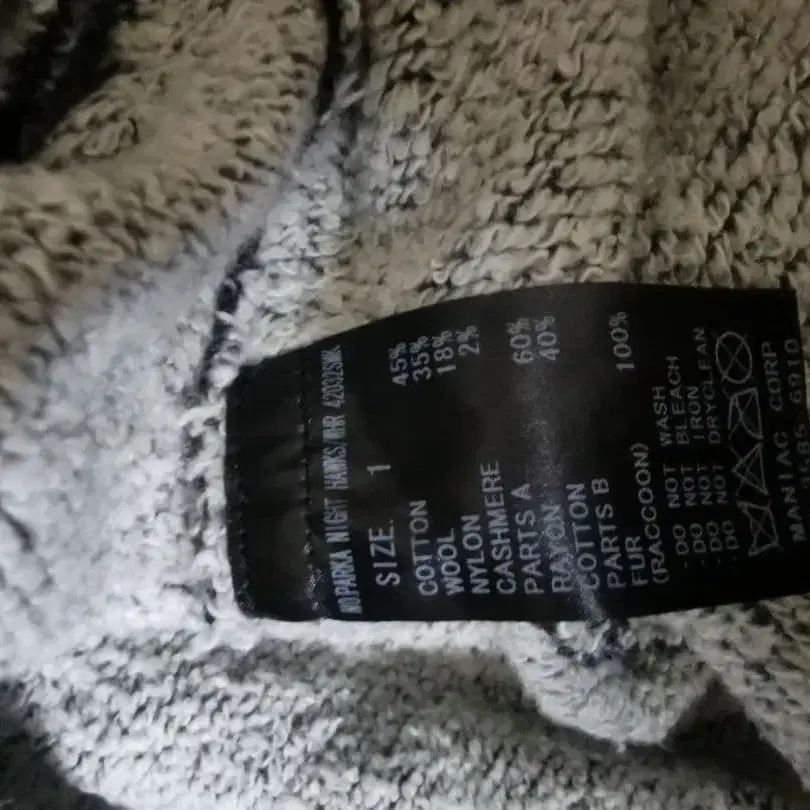 SIZE. 1
COTTON 45%
WOOL 35%
NYLON 18%
CASHMERE 2%
PARTS A
RAYON 60%
COTTON 40%
PARTS B
FUR 100%
(RACCOON)
- DO NOT WASH
- DO NOT BLEACH
- DO NOT IRON
- DO NOT DRYCLEAN
MANIAC CORP